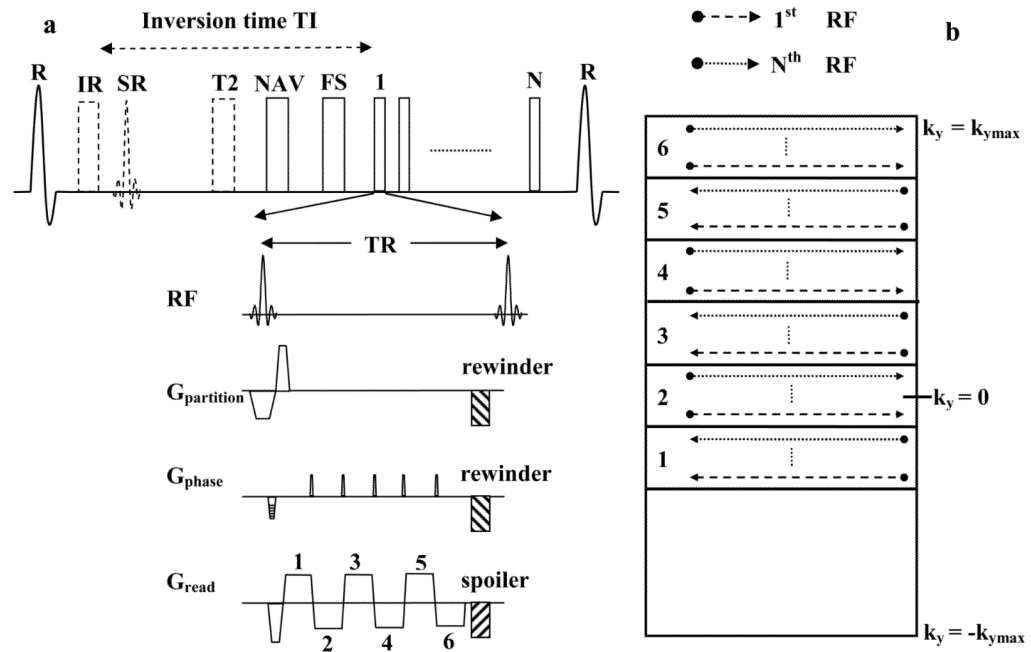 a
Inversion time TI
R
IR
SR
T2
NAV
FS
1
N
R
TR
RF
rewinder
Gpartition
rewinder
Gphase
1
3
5
Gread
spoiler
2
4
6
1st RF
b
Nth RF
ky = kymax
6
5
4
3
2
ky = 0
1
ky = -kymax